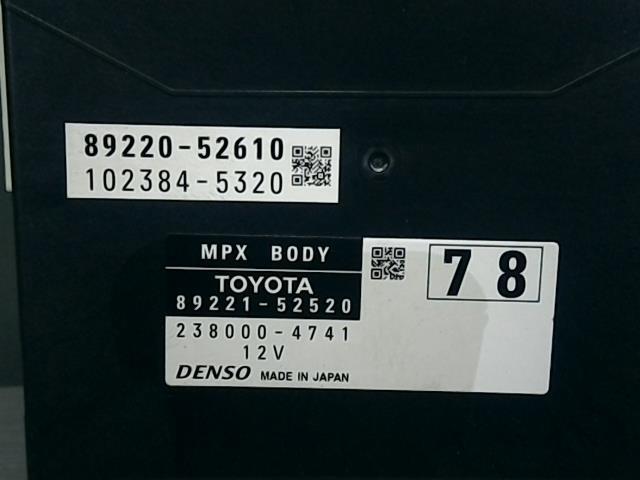 89220-52610
102384-5320
MPX BODY
TOYOTA
89221-52520
238000-4741
12V
DENSO MADE IN JAPAN
78